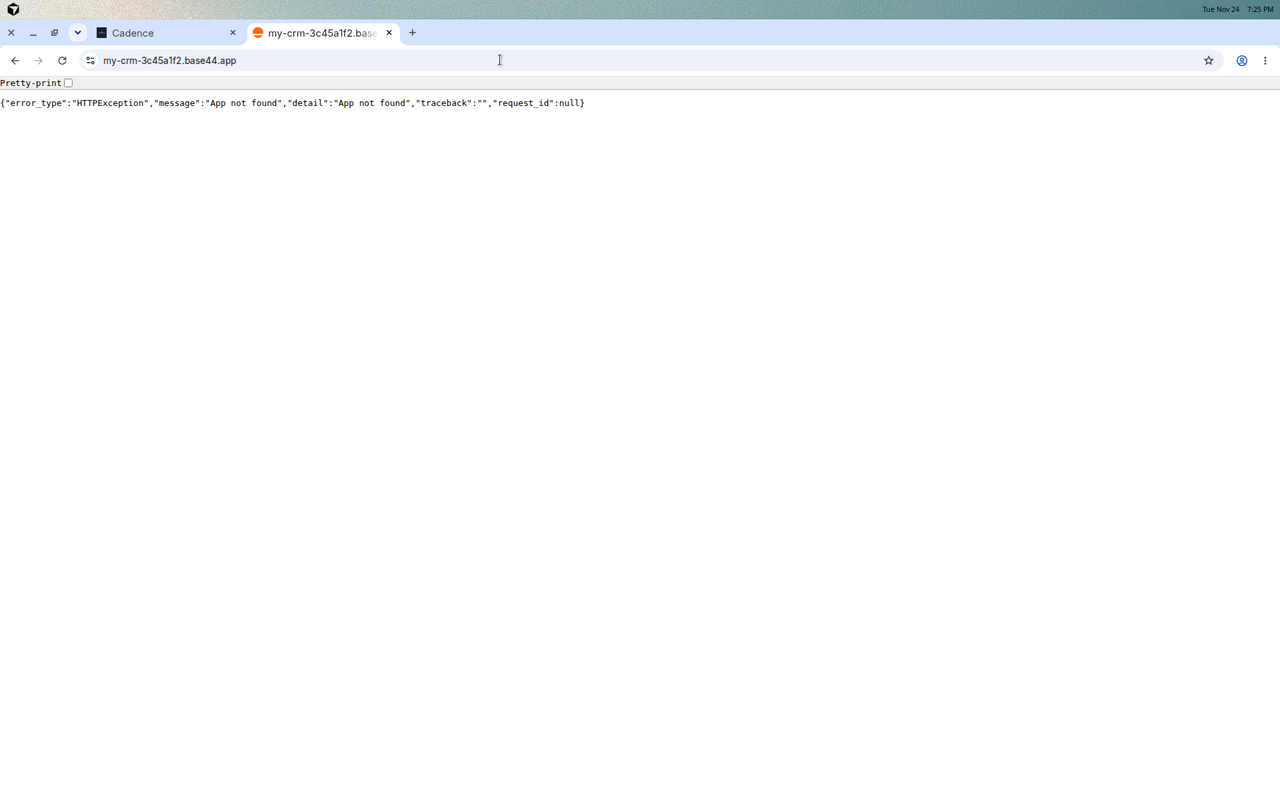 Tue Nov 24 7:25 PM
Cadence
my-crm-3c45a1f2.base
my-crm-3c45a1f2.base44.app
Pretty-print
{"error_type":"HTTPException","message":"App not found","detail":"App not found","traceback":"","request_id":null}